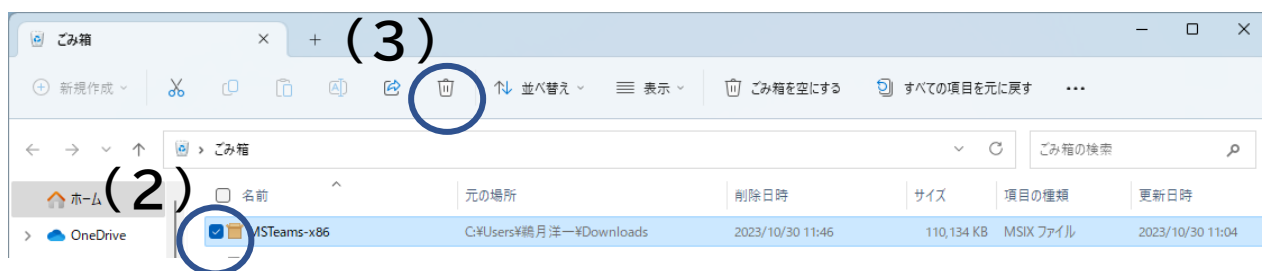 ごみ箱
(3)
新規作成
並べ替え
表示
ごみ箱を空にする
すべての項目を元に戻す
ごみ箱
ごみ箱の検索
(2)
ホーム
名前
元の場所
削除日時
サイズ
項目の種類
更新日時
OneDrive
MSTeams-x86
C:¥Users¥鵜月洋一¥Downloads
2023/10/30 11:46
110,134 KB
MSIX ファイル
2023/10/30 11:04